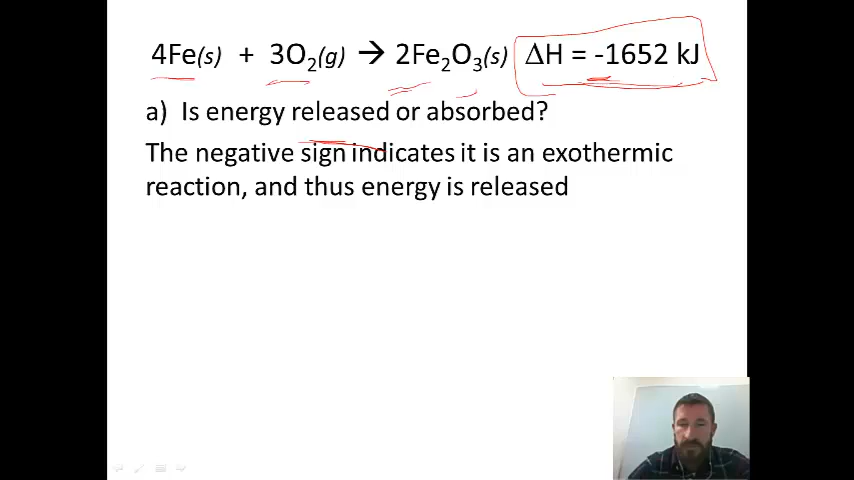 4Fe(s) + 3O₂(g) → 2Fe₂O₃(s) ΔH = -1652 kJ
a) Is energy released or absorbed?
The negative sign indicates it is an exothermic
reaction, and thus energy is released